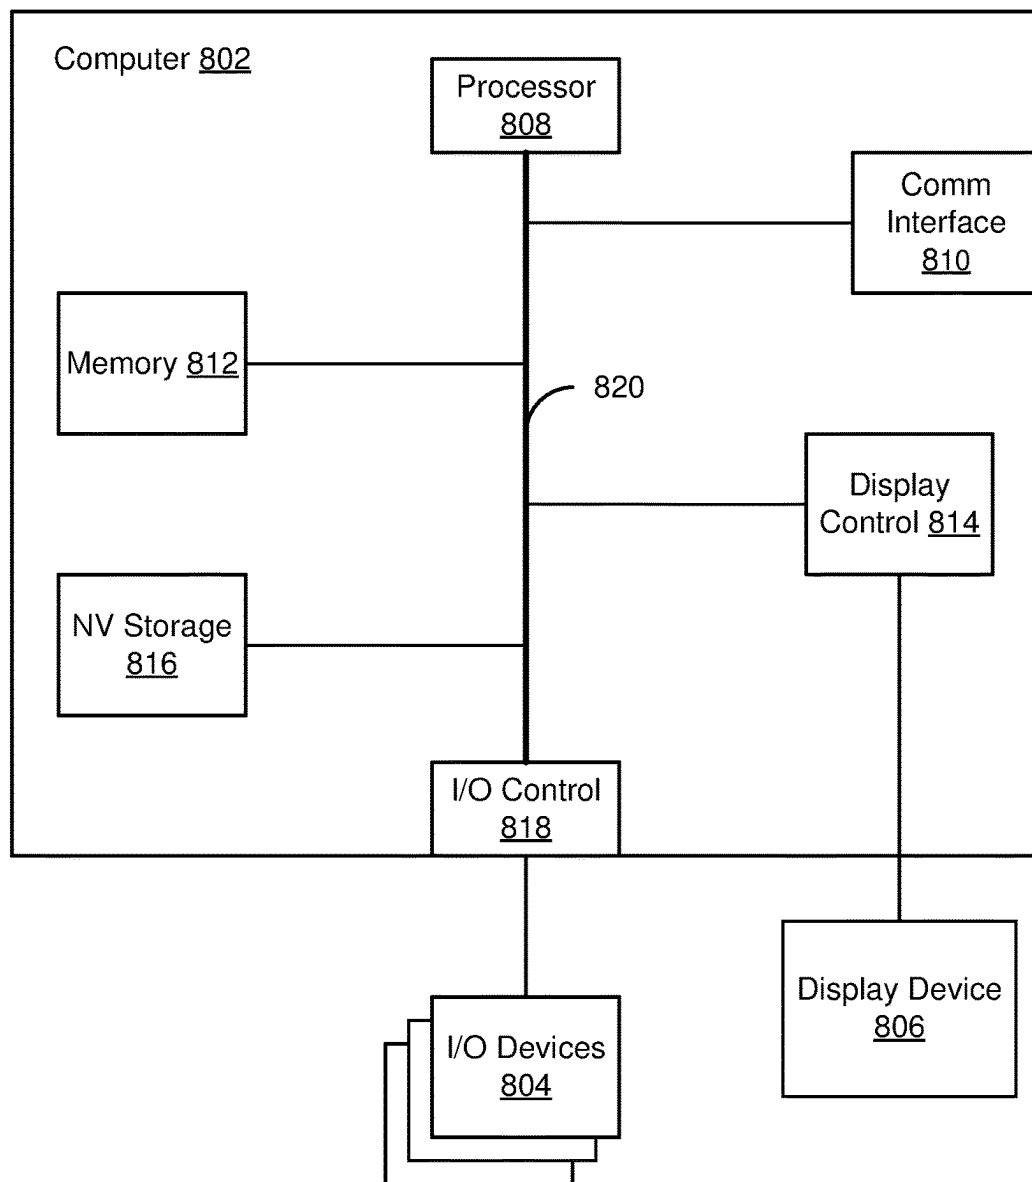 Computer 802
Processor
808
Comm
Interface
810
Memory 812
820
Display
Control 814
NV Storage
816
I/O Control
818
Display Device
806
I/O Devices
804